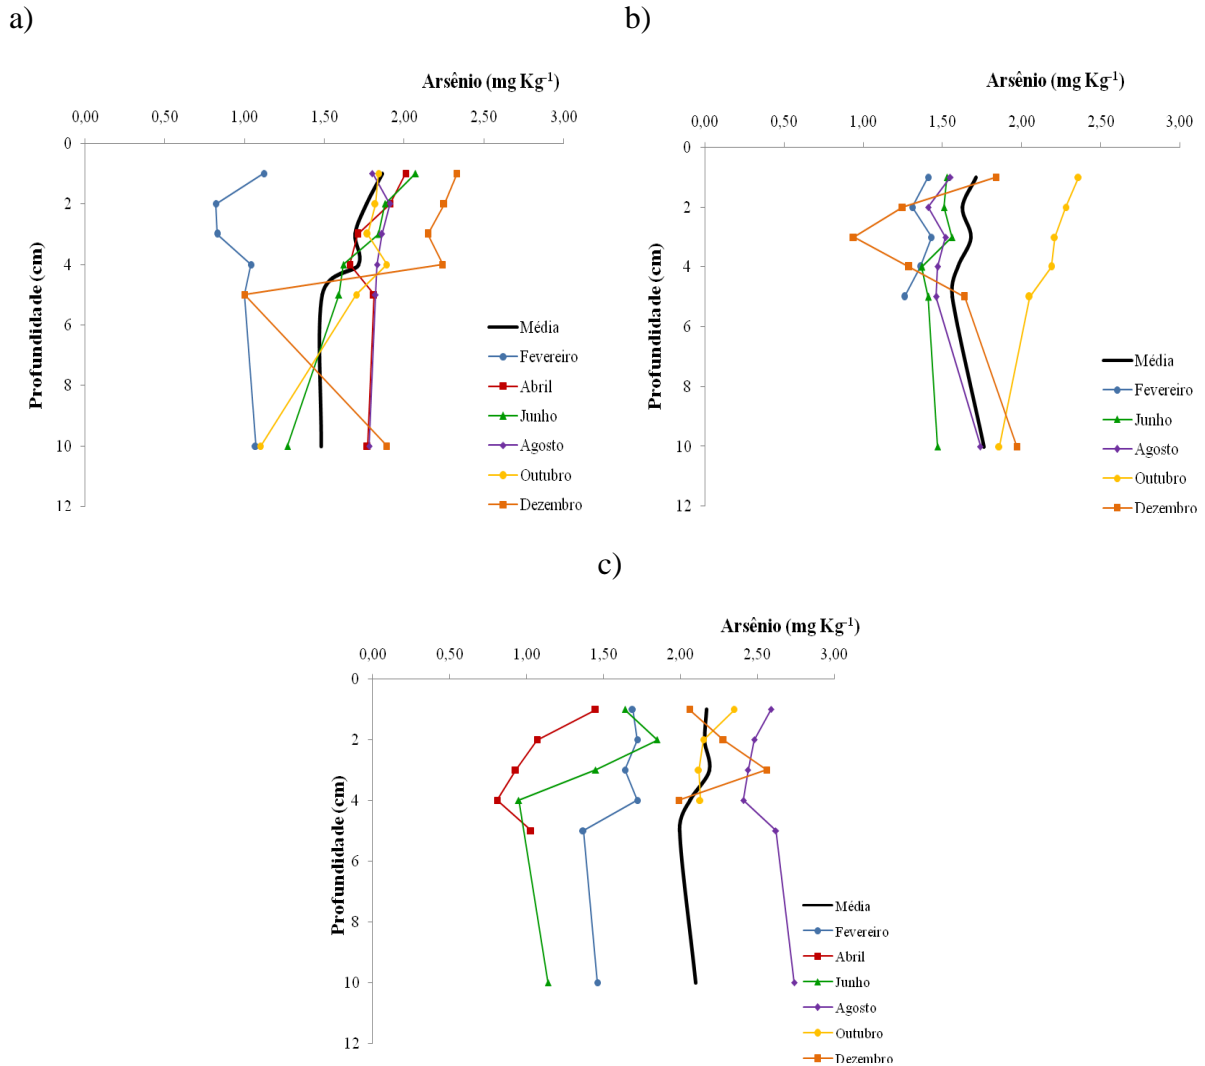 a)
Arsênio (mg Kg⁻¹)
0,00 0,50 1,00 1,50 2,00 2,50 3,00
0
2
4
6
8
10
12
Profundidade (cm)
Média
Fevereiro
Abril
Junho
Agosto
Outubro
Dezembro
b)
Arsênio (mg Kg⁻¹)
0,00 1,00 1,50 2,00 2,50 3,00
0
2
4
6
8
10
12
Profundidade (cm)
Média
Fevereiro
Junho
Agosto
Outubro
Dezembro
c)
Arsênio (mg Kg⁻¹)
0,00 0,50 1,00 1,50 2,00 2,50 3,00
0
2
4
6
8
10
12
Profundidade (cm)
Média
Fevereiro
Abril
Junho
Agosto
Outubro
Dezembro